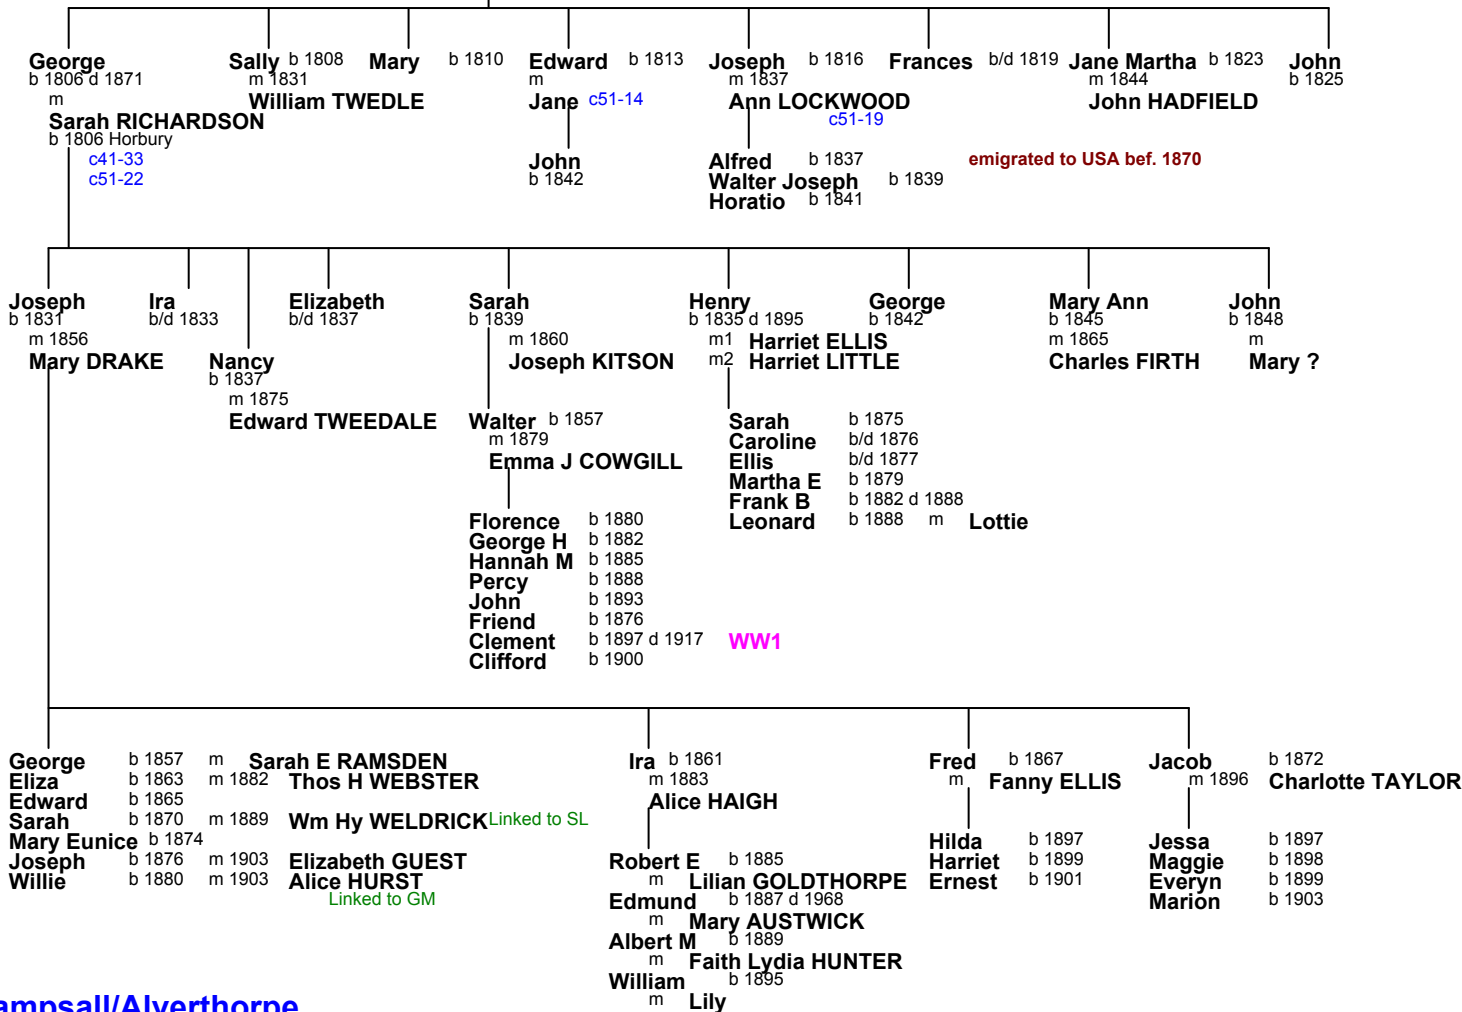 George Sally b 1808 Mary b 1810 Edward b 1813 Joseph b 1816 Frances b/d 1819 Jane Martha b 1823 John
b 1806 d 1871 m 1831 m m 1837 m 1844 b 1825
m William TWEDLE Jane c51-14 Ann LOCKWOOD John HADFIELD
Sarah RICHARDSON c51-19
b 1806 Horbury
c41-33 John Alfred b 1837 emigrated to USA bef. 1870
c51-22 b 1842 Walter Joseph b 1839
Horatio b 1841
Joseph Ira Elizabeth Sarah Henry George Mary Ann John
b 1831 b/d 1833 b/d 1837 b 1839 b 1835 d 1895 b 1842 b 1845 b 1848
m 1856 m 1860 m1 Harriet ELLIS m 1865 m
Mary DRAKE Nancy Joseph KITSON m2 Harriet LITTLE Charles FIRTH Mary ?
b 1837
m 1875
Edward TWEEDALE Walter b 1857 Sarah b 1875
m 1879 Caroline b/d 1876
Emma J COWGILL Ellis b/d 1877
Martha E b 1879
Frank B b 1882 d 1888
Florence b 1880 Leonard b 1888 m Lottie
George H b 1882
Hannah M b 1885
Percy b 1888
John b 1893
Friend b 1876
Clement b 1897 d 1917 WW1
Clifford b 1900
George b 1857 m Sarah E RAMSDEN Ira b 1861 Fred b 1867 Jacob b 1872
Eliza b 1863 m 1882 Thos H WEBSTER m 1883 m Fanny ELLIS m 1896 Charlotte TAYLOR
Edward b 1865 Alice HAIGH
Sarah b 1870 m 1889 Wm Hy WELDRICK Linked to SL
Mary Eunice b 1874 Hilda b 1897 Jessa b 1897
Joseph b 1876 m 1903 Elizabeth GUEST Robert E b 1885 Harriet b 1899 Maggie b 1898
Willie b 1880 m 1903 Alice HURST m Lilian GOLDTHORPE Ernest b 1901 Everyn b 1899
Linked to GM Edmund b 1887 d 1968 Marion b 1903
m Mary AUSTWICK
Albert M b 1889
m Faith Lydia HUNTER
William b 1895
m Lily
ampsall/Alverthorpe